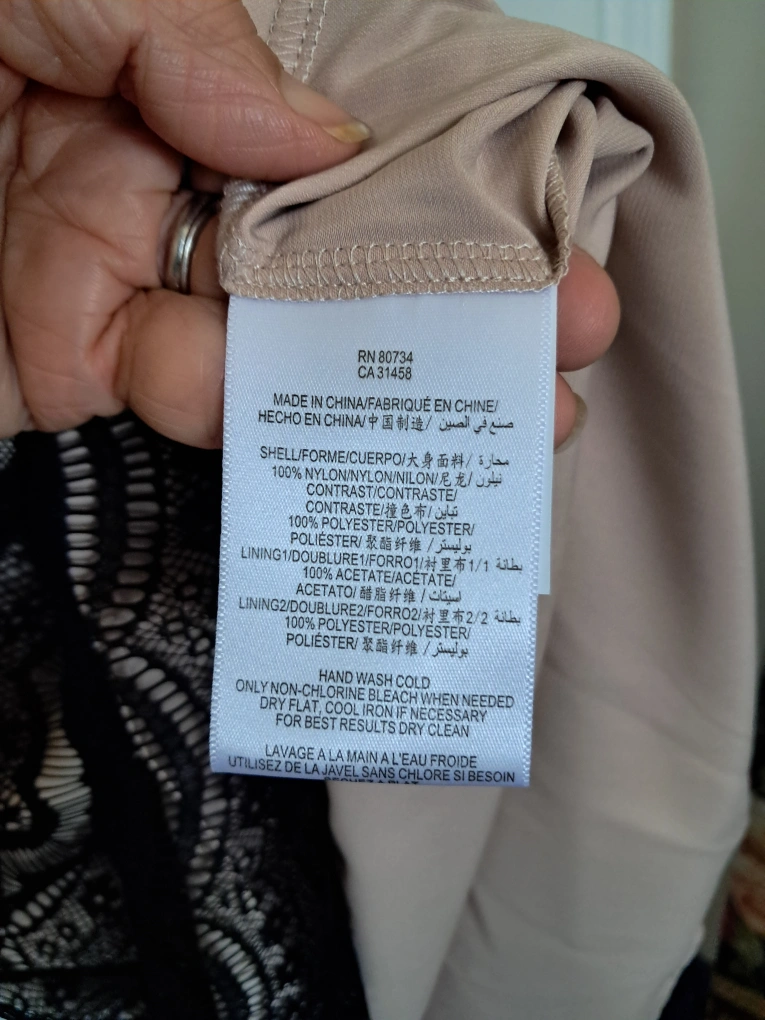 RN 80734
CA 31458
MADE IN CHINA/FABRIQUÉ EN CHINE/
HECHO EN CHINA/中国制造/ صنع في الصين
SHELL/FORME/CUERPO/大身面料/ محارة
100% NYLON/NYLON/NILON/尼龙/ نيلون
CONTRAST/CONTRASTE/
CONTRASTE/撞色布/ تباين
100% POLYESTER/POLYESTER/
POLIÉSTER/ 聚酯纤维 / بوليستر
LINING1/DOUBLURE1/FORRO1/衬里布1/ بطانة 1
100% ACETATE/ACÉTATE/
ACETATO/ 醋酯纤维 / اسيتات
LINING2/DOUBLURE2/FORRO2/衬里布2/ بطانة 2
100% POLYESTER/POLYESTER/
POLIÉSTER/ 聚酯纤维 / بوليستر
HAND WASH COLD
ONLY NON-CHLORINE BLEACH WHEN NEEDED
DRY FLAT, COOL IRON IF NECESSARY
FOR BEST RESULTS DRY CLEAN
LAVAGE A LA MAIN A L'EAU FROIDE
UTILISEZ DE LA JAVEL SANS CHLORE SI BESOIN